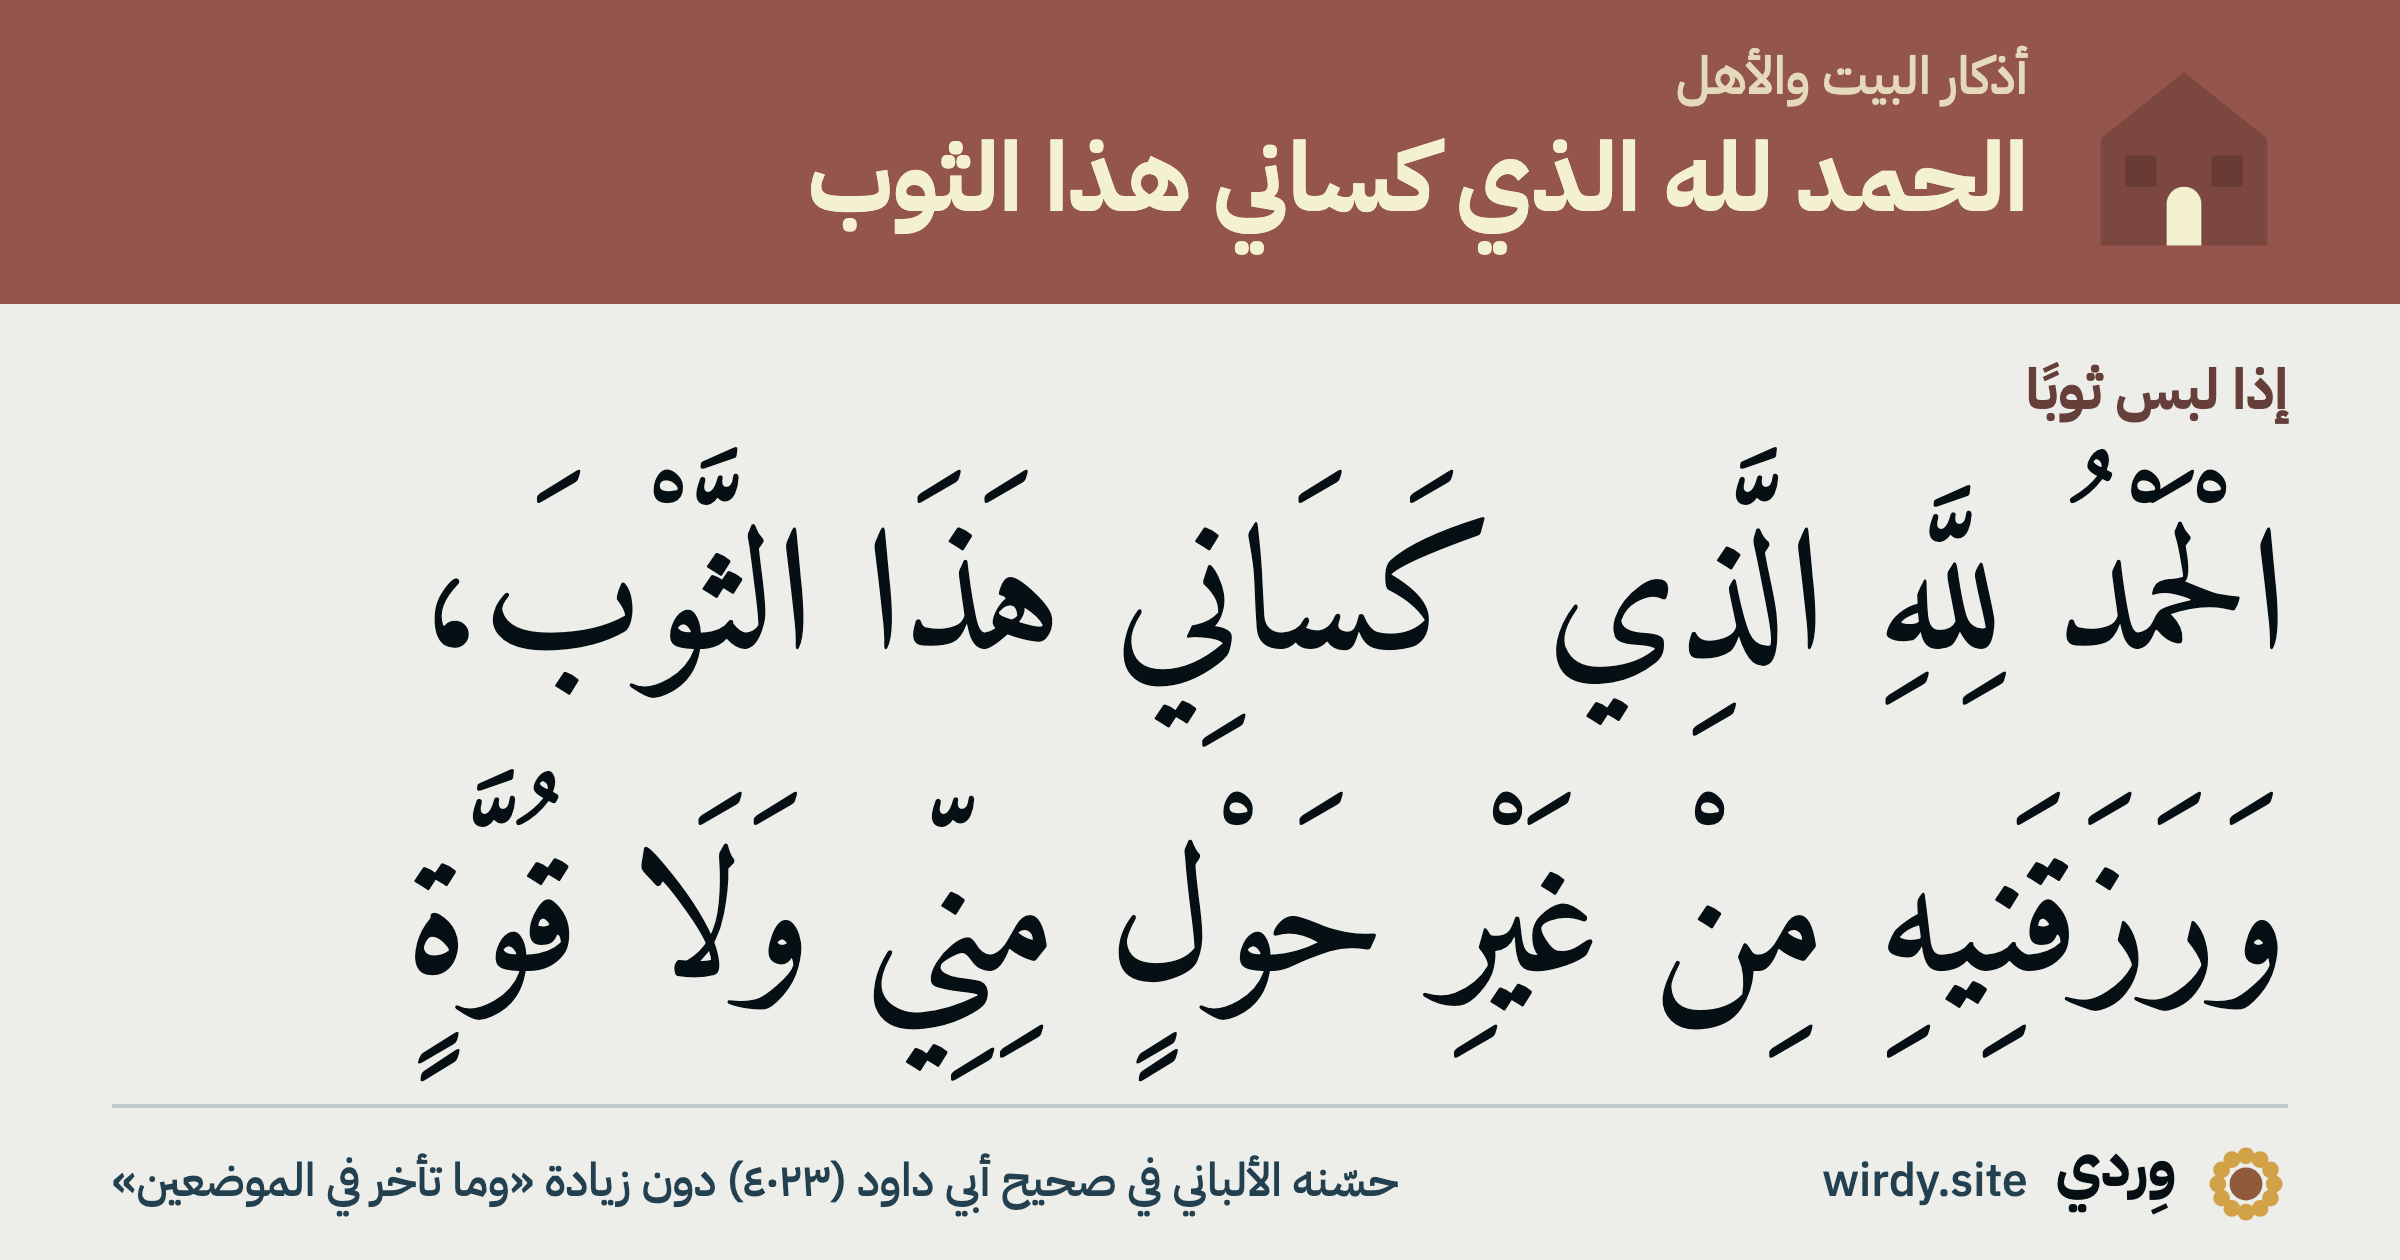 أذكار البيت والأهل
الحمد لله الذي كساني هذا الثوب
إذا لبس ثوبًا
الْحَمْدُ لِلَّهِ الَّذِي كَسَانِي هَذَا الثَّوْبَ،
وَرَزَقَنِيهِ مِنْ غَيْرِ حَوْلٍ مِنِّي وَلَا قُوَّةٍ
وِردي wirdy.site
حسّنه الألباني في صحيح أبي داود (٤٠٢٣) دون زيادة «وما تأخر في الموضعين»